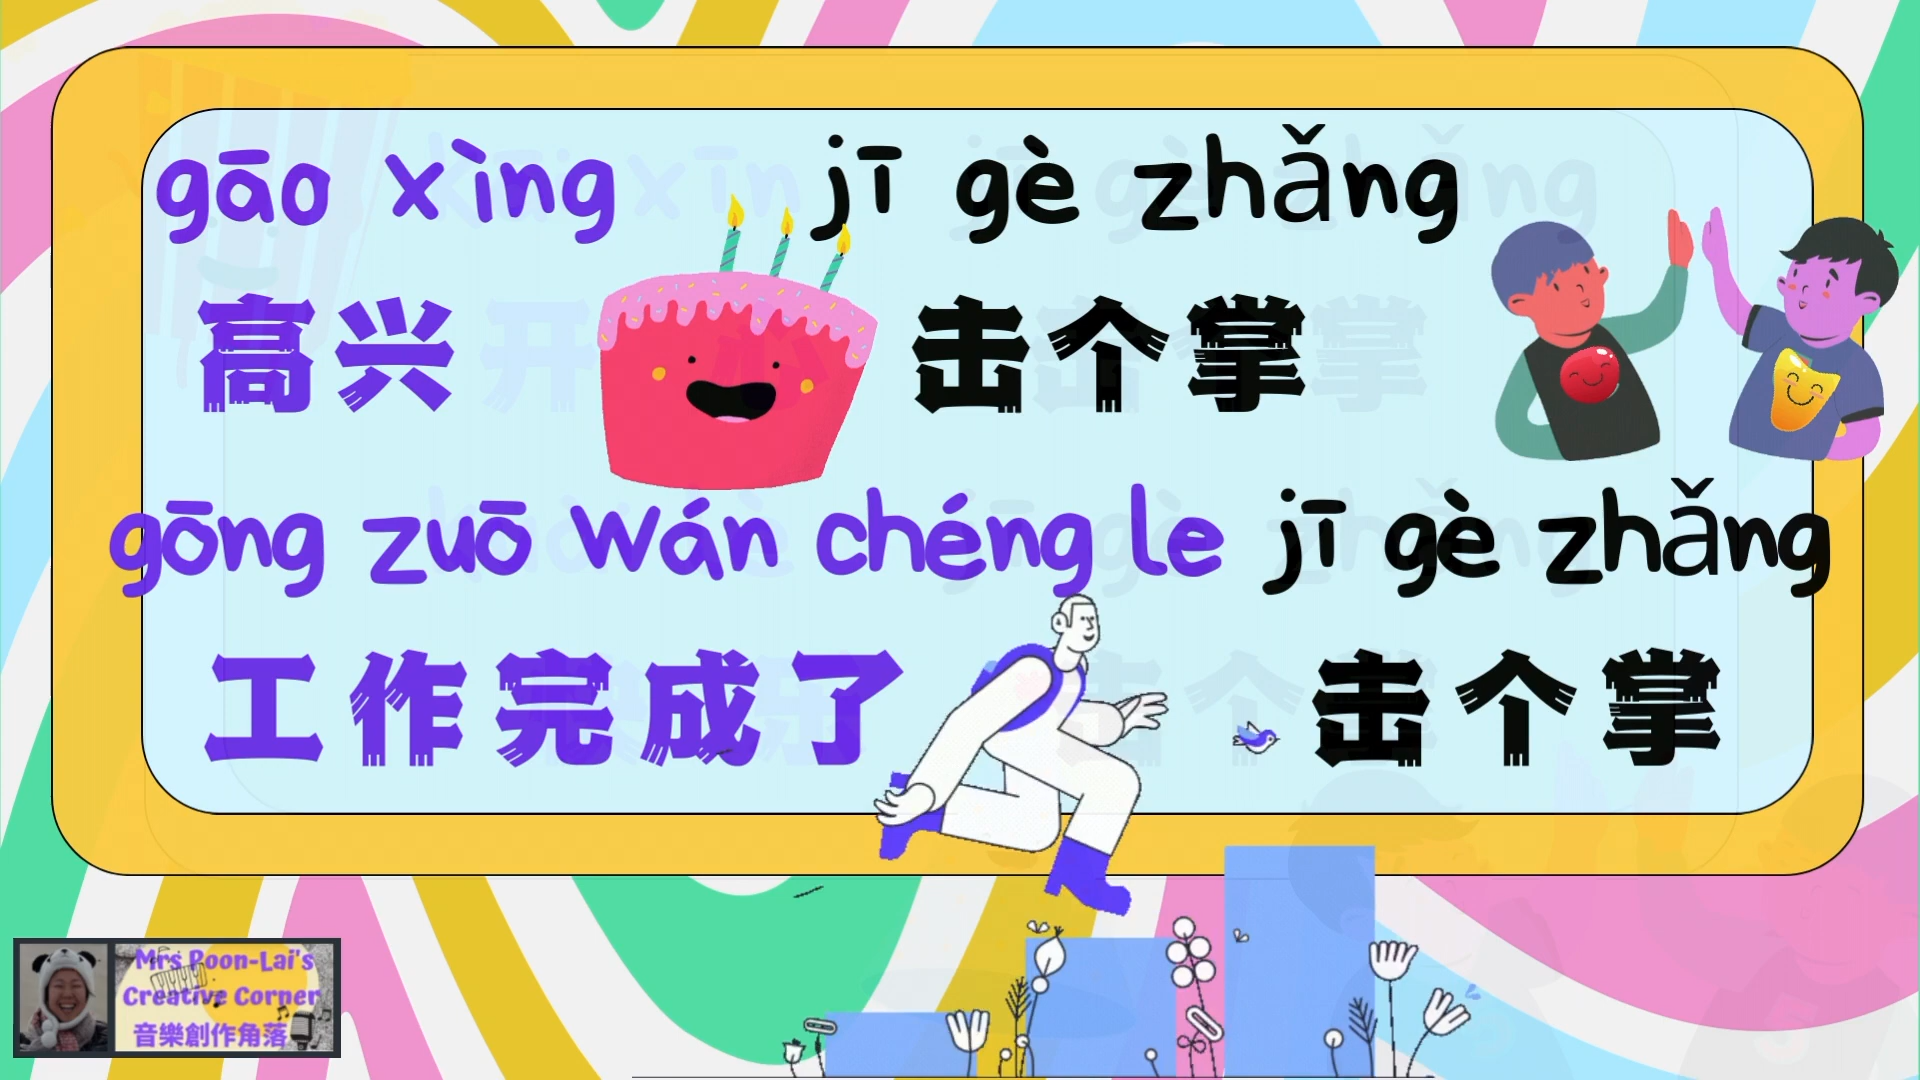 gāo xìng jī gè zhǎng
高兴 击个掌
gōng zuō wán chéng le jī gè zhǎng
工作完成了 击个掌
Mrs Poon-Lai's
Creative Corner
音樂創作角落